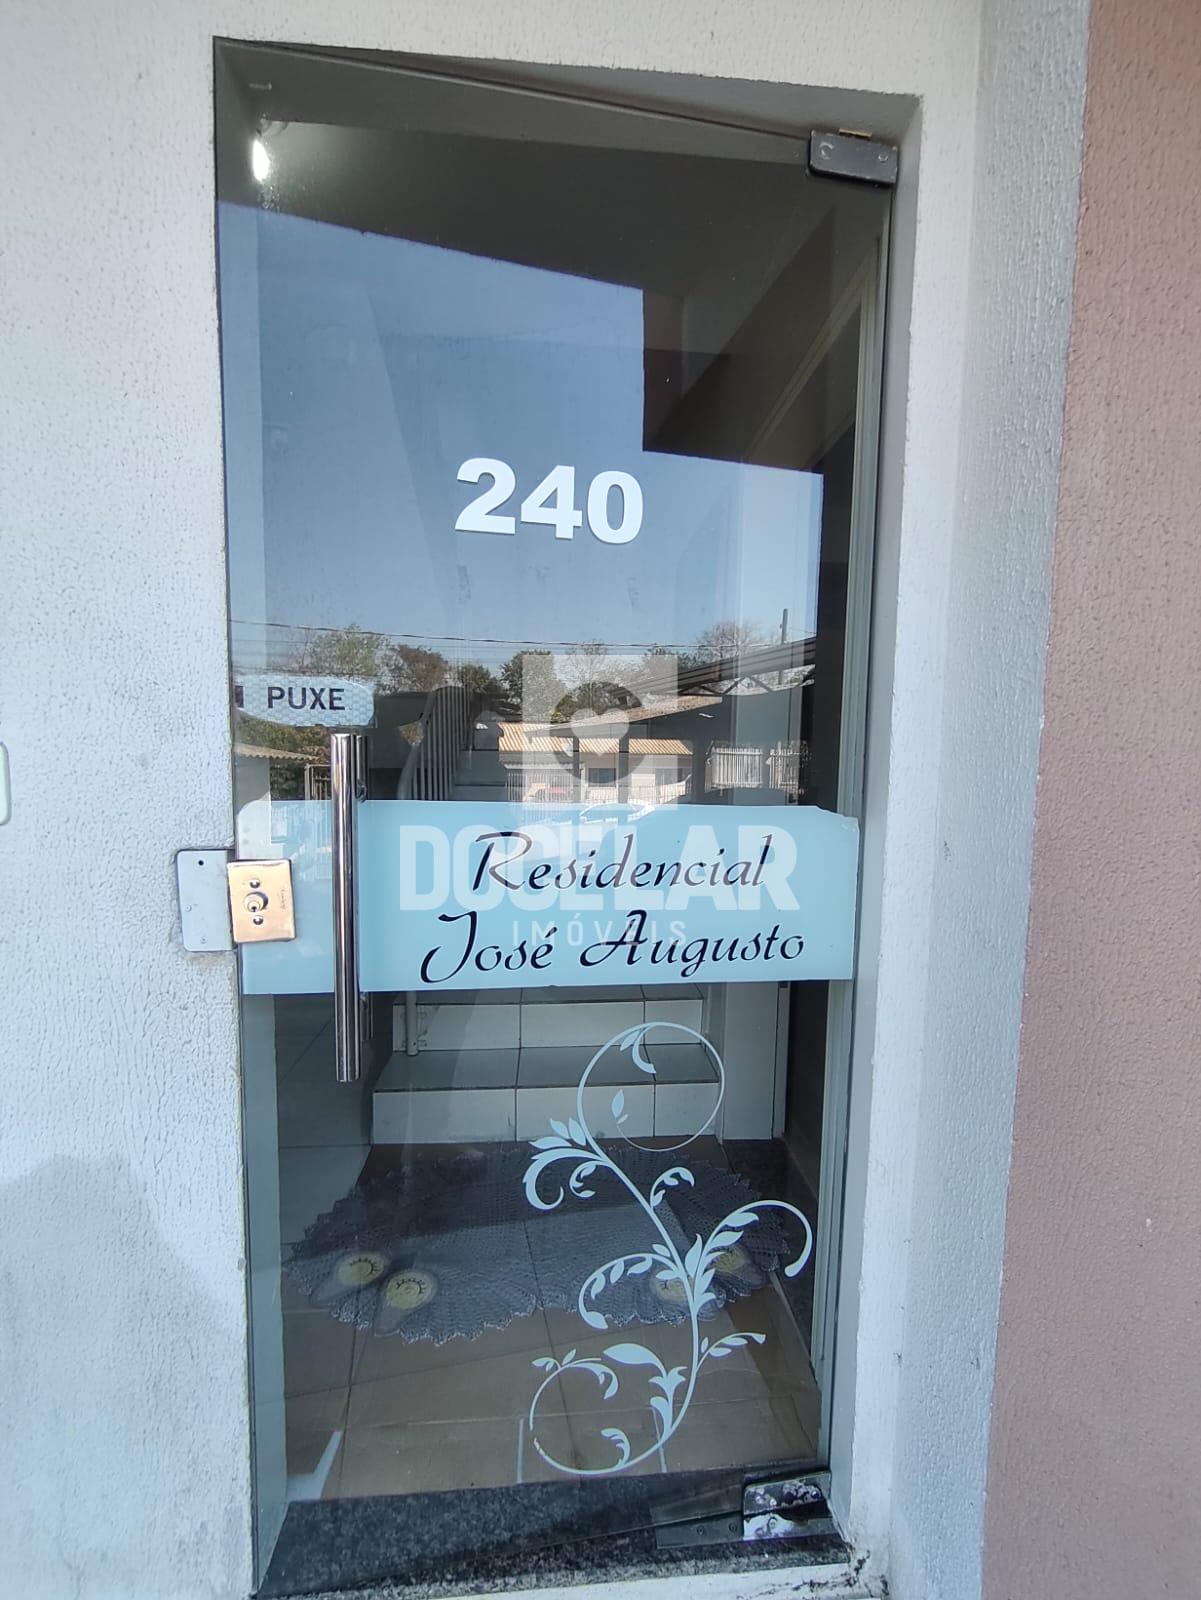 240
PUXE
DOCE LAR
IMÓVEIS
Residencial
José Augusto